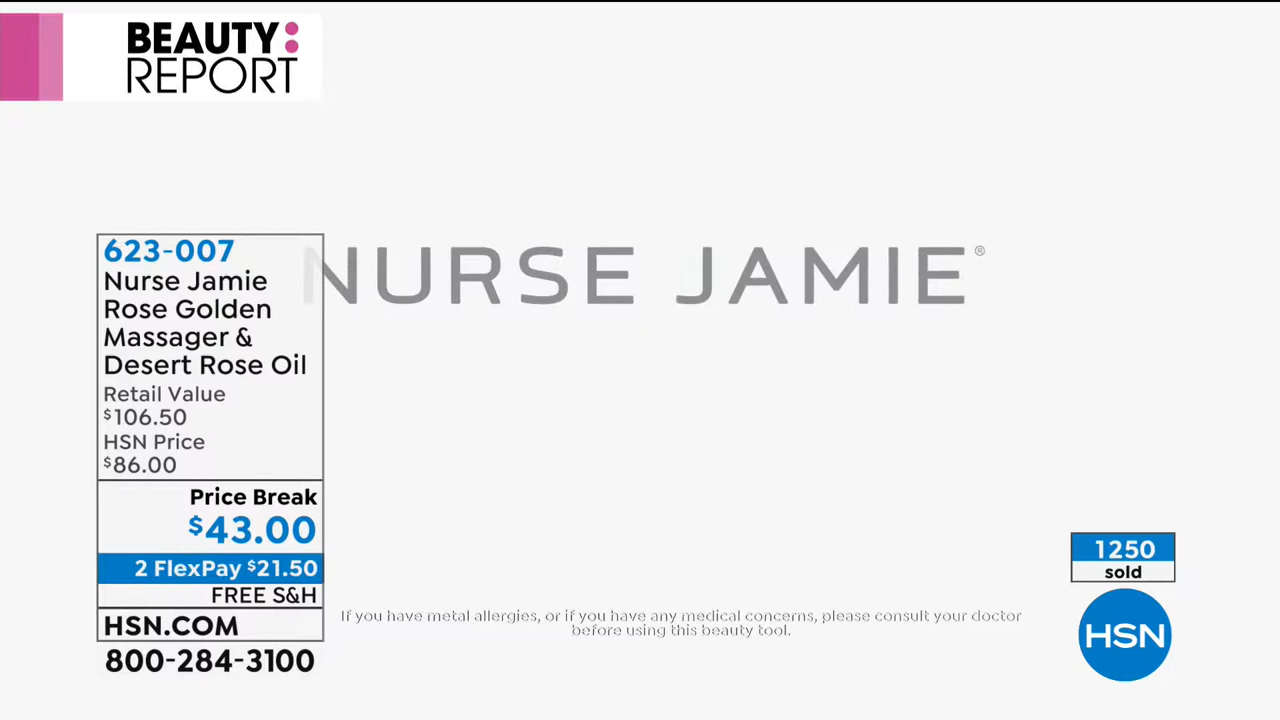 BEAUTY:
REPORT
623-007
Nurse Jamie
Rose Golden
Massager &
Desert Rose Oil
Retail Value
$106.50
HSN Price
$86.00
Price Break
$43.00
2 FlexPay $21.50
FREE S&H
HSN.COM
800-284-3100
NURSE JAMIE®
If you have metal allergies, or if you have any medical concerns, please consult your doctor
before using this beauty tool.
1250
sold
HSN